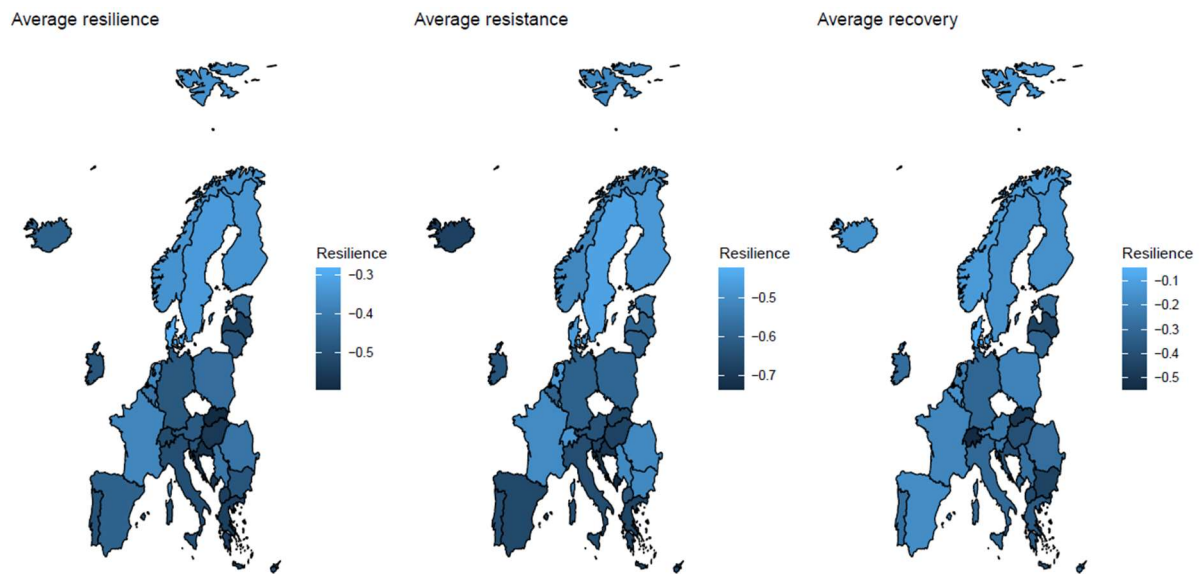 Average resilience
Average resistance
Average recovery
Resilience
−0.3
−0.4
−0.5
Resilience
−0.5
−0.6
−0.7
Resilience
−0.1
−0.2
−0.3
−0.4
−0.5